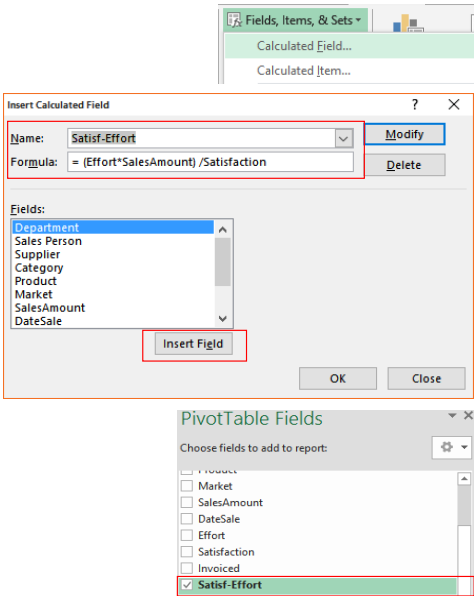 Fields, Items, & Sets
Calculated Field...
Calculated Item...
Insert Calculated Field
?
Name:
Satisf-Effort
Modify
Formula:
= (Effort*SalesAmount) /Satisfaction
Delete
Fields:
Department
Sales Person
Supplier
Category
Product
Market
SalesAmount
DateSale
Insert Field
OK
Close
PivotTable Fields
Choose fields to add to report:
Product
Market
SalesAmount
DateSale
Effort
Satisfaction
Invoiced
Satisf-Effort